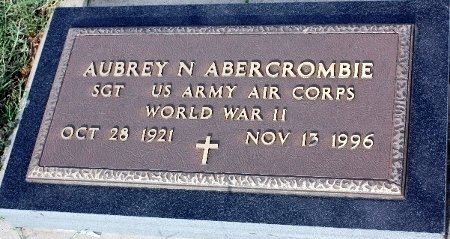 AUBREY N ABERCROMBIE
SGT US ARMY AIR CORPS
WORLD WAR II
OCT 28 1921 NOV 13 1996